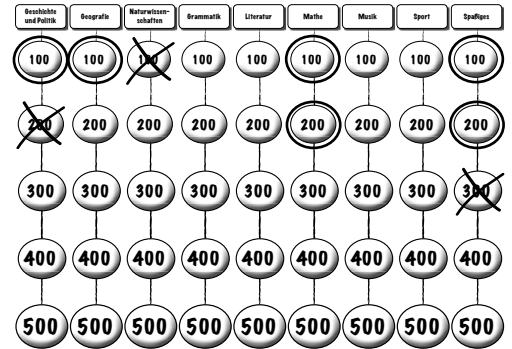 Geschichte und Politik Geografie Naturwissen-schaften Grammatik Literatur Mathe Musik Sport Spaßiges
100 100 100 100 100 100 100 100 100
200 200 200 200 200 200 200 200 200
300 300 300 300 300 300 300 300 300
400 400 400 400 400 400 400 400 400
500 500 500 500 500 500 500 500 500